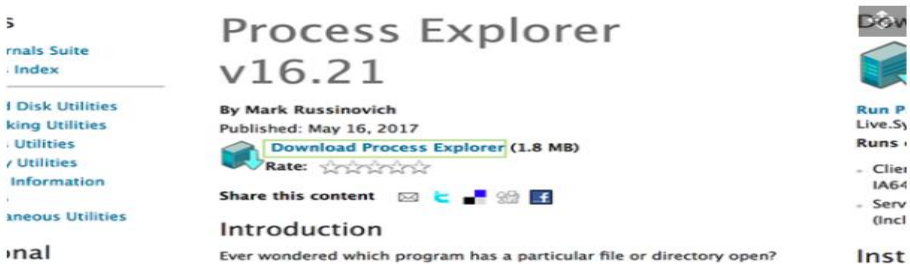 s
rnals Suite
Index
d Disk Utilities
king Utilities
Utilities
y Utilities
Information
aneous Utilities
onal
Process Explorer
v16.21
By Mark Russinovich
Published: May 16, 2017
Download Process Explorer (1.8 MB)
Rate:
Share this content
Introduction
Ever wondered which program has a particular file or directory open?
Dow
Run P
Live.Sy
Runs
- Clien
IA64
- Serv
(Incl
Inst